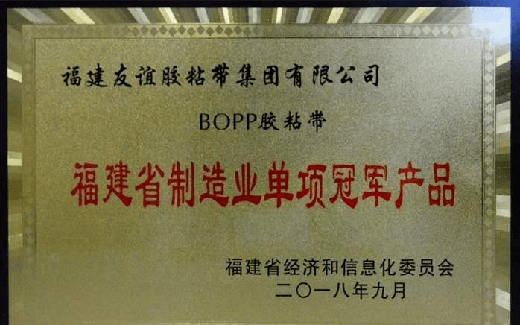 福建友谊胶粘带集团有限公司
BOPP胶粘带
福建省制造业单项冠军产品
福建省经济和信息化委员会
二〇一八年九月